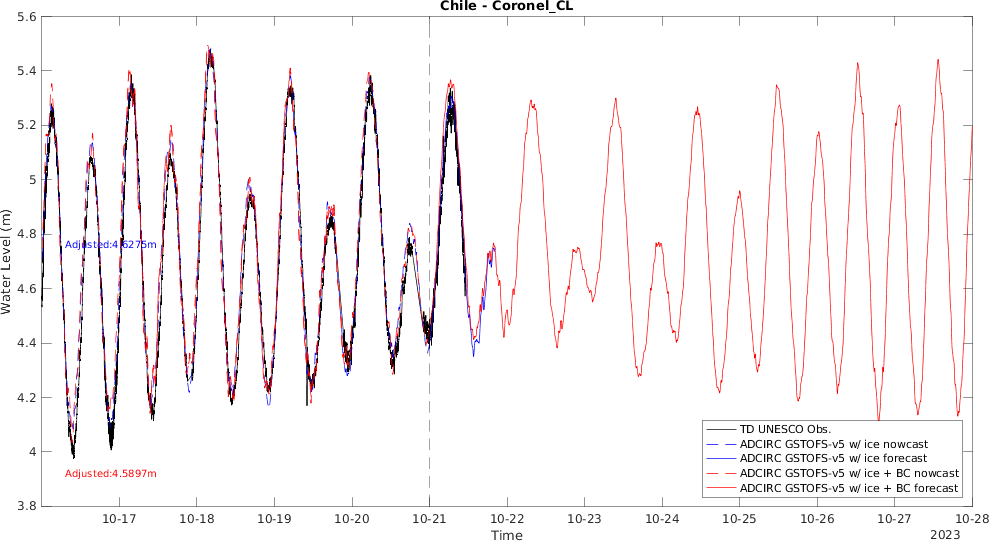 Chile - Coronel_CL
5.6
5.4
5.2
5
4.8
4.6
4.4
4.2
4
3.8
Water Level (m)
Adjusted:4.6275m
Adjusted:4.5897m
TD UNESCO Obs.
ADCIRC GSTOFS-v5 w/ ice nowcast
ADCIRC GSTOFS-v5 w/ ice forecast
ADCIRC GSTOFS-v5 w/ ice + BC nowcast
ADCIRC GSTOFS-v5 w/ ice + BC forecast
10-17 10-18 10-19 10-20 10-21 10-22 10-23 10-24 10-25 10-26 10-27 10-28
Time
2023